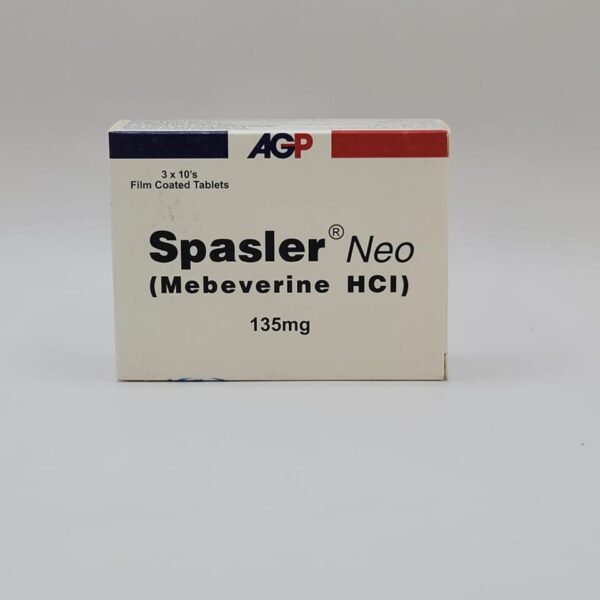 AGP
3 x 10's
Film Coated Tablets
Spasler® Neo
(Mebeverine HCl)
135mg